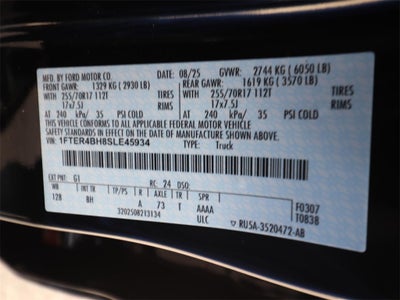 MFD. BY FORD MOTOR CO. DATE: 08/25 GVWR: 2744 KG ( 6050 LB)
FRONT GAWR: 1329 KG ( 2930 LB) REAR GAWR: 1619 KG ( 3570 LB)
255/70R17 112T TIRES 255/70R17 112T TIRES
17x7.5J RIMS 17x7.5J RIMS
AT 240 kPa/ 35 PSI COLD AT 240 kPa/ 35 PSI COLD
THIS VEHICLE CONFORMS TO ALL APPLICABLE FEDERAL MOTOR VEHICLE
SAFETY STANDARDS IN EFFECT ON THE DATE OF MANUFACTURE SHOWN ABOVE.
VIN: 1FTER4BH8SLE45934 TYPE: Truck
EXT PNT: G1 RC: 24 DSO:
WB INT TR TP/PS R AXLE TR SPR F0307
128 BH A 73 T AAAA T0838
3202508213134 ULC RU5A-3520472-AB